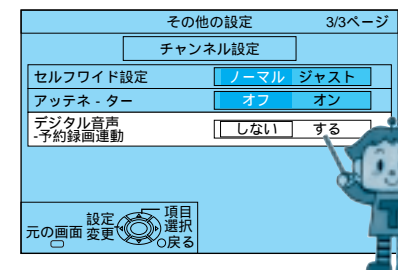 その他の設定 3/3ページ
チャンネル設定
セルフワイド設定 ノーマル ジャスト
アッテネ - ター オフ オン
デジタル音声
-予約録画連動 しない する
項目
設定 選択
元の画面 変更 戻る